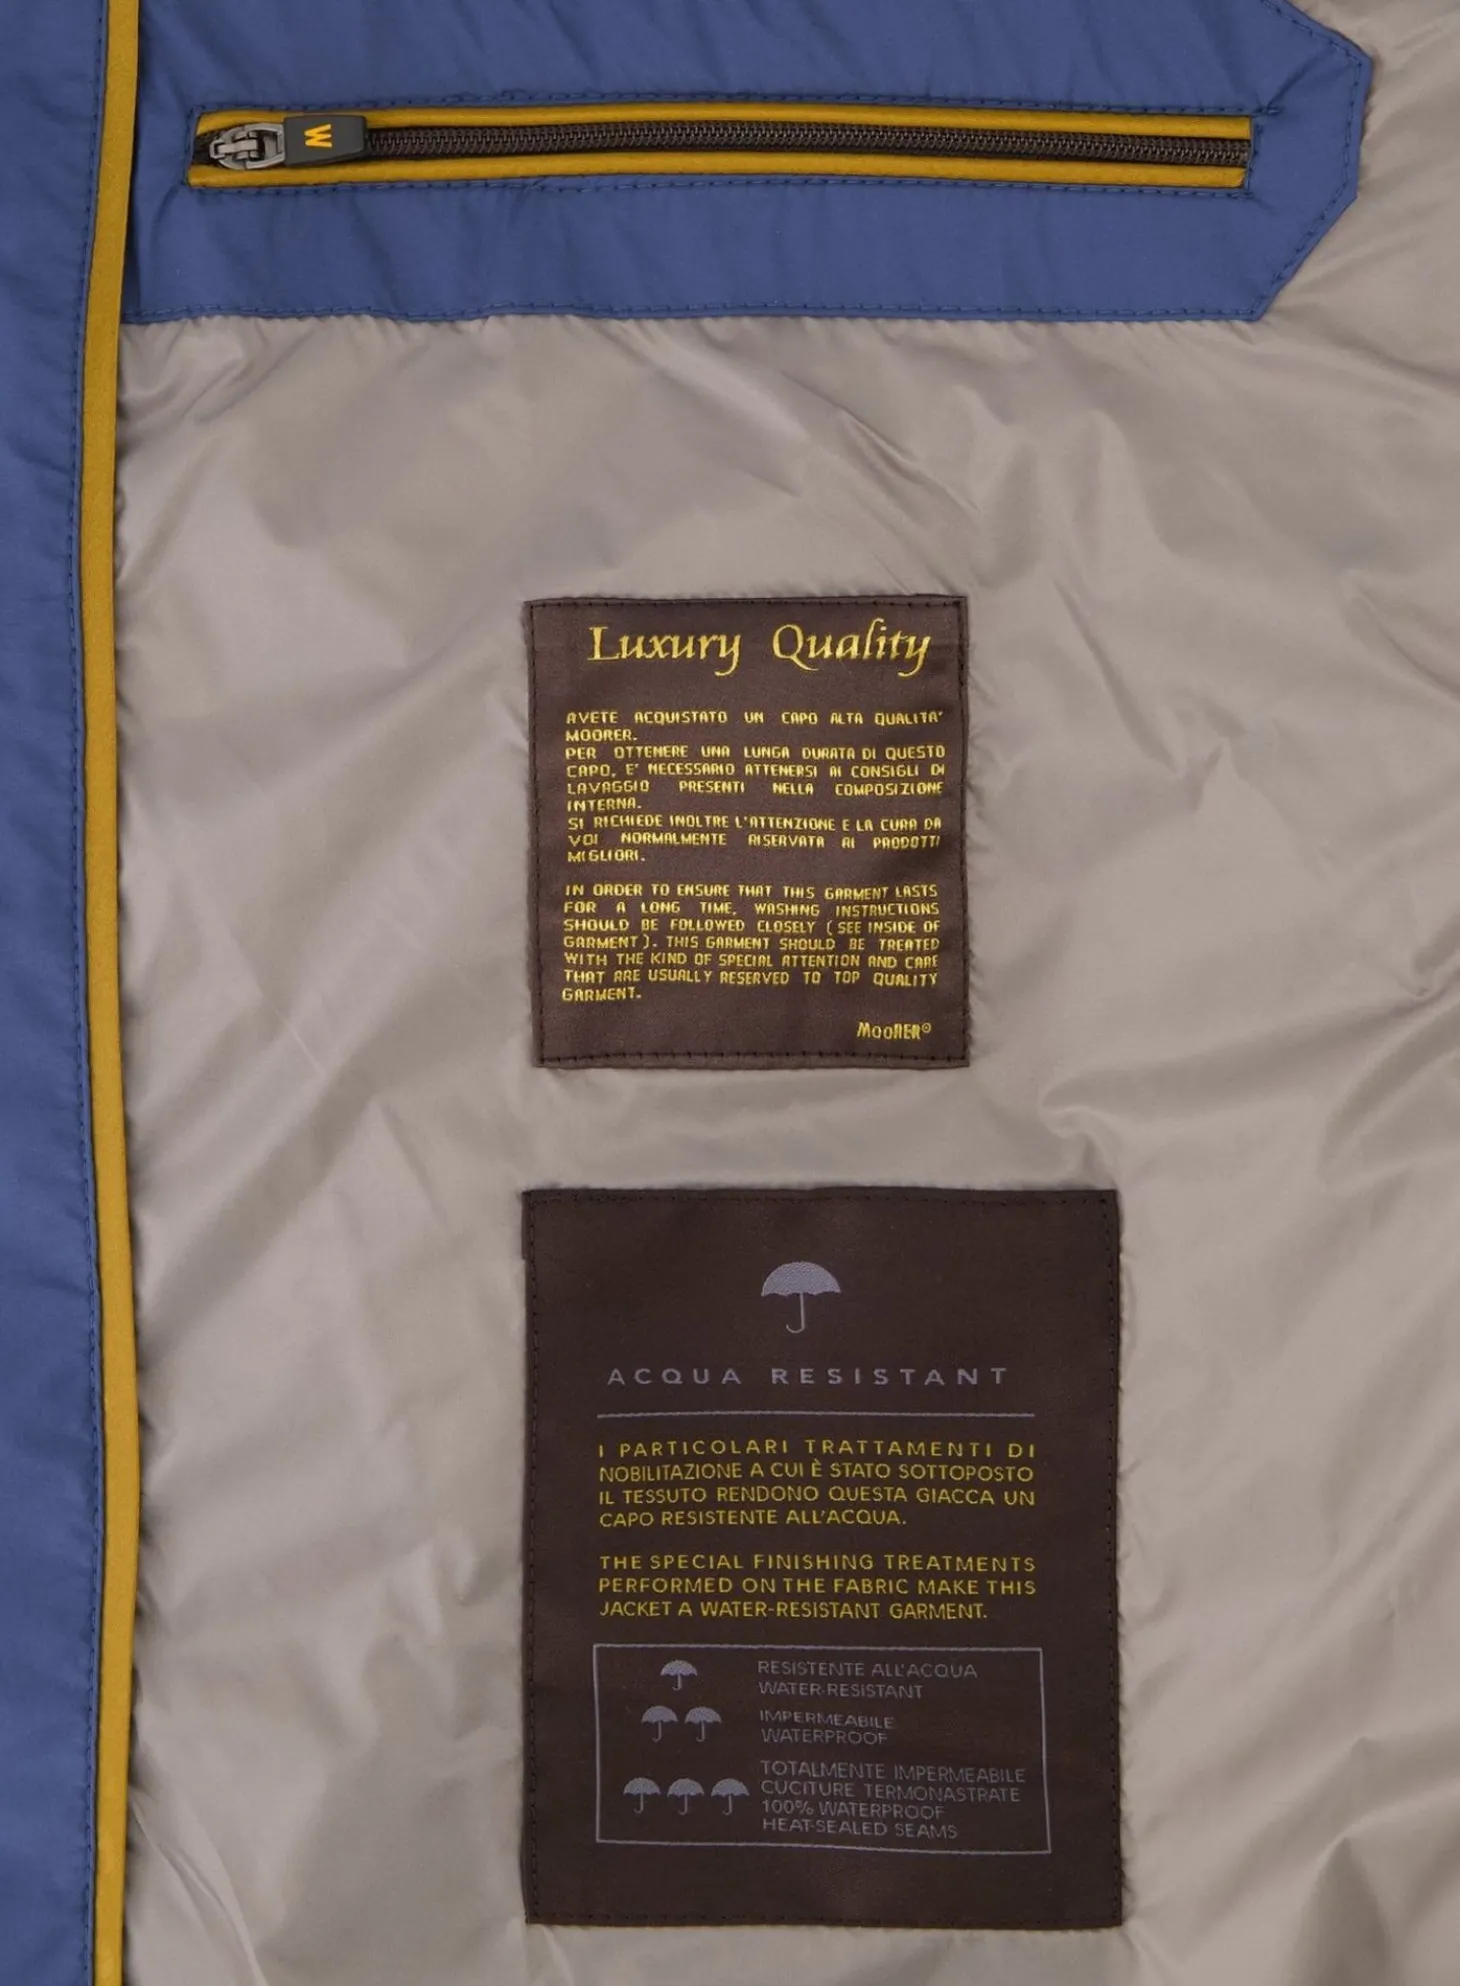 W
Luxury Quality
AVETE ACQUISTATO UN CAPO ALTA QUALITA'
MOORER.
PER OTTENERE UNA LUNGA DURATA DI QUESTO
CAPO, E' NECESSARIO ATTENERSI AI CONSIGLI DI
LAVAGGIO PRESENTI NELLA COMPOSIZIONE
INTERNA.
SI RICHIEDE INOLTRE L'ATTENZIONE E LA CURA DA
VOI NORMALMENTE RISERVATA AI PRODOTTI
MIGLIORI.
IN ORDER TO ENSURE THAT THIS GARMENT LASTS
FOR A LONG TIME, WASHING INSTRUCTIONS
SHOULD BE FOLLOWED CLOSELY (SEE INSIDE OF
GARMENT). THIS GARMENT SHOULD BE TREATED
WITH THE KIND OF SPECIAL ATTENTION AND CARE
THAT ARE USUALLY RESERVED TO TOP QUALITY
GARMENT.
MOORER®
ACQUA RESISTANT
I PARTICOLARI TRATTAMENTI DI
NOBILITAZIONE A CUI È STATO SOTTOPOSTO
IL TESSUTO RENDONO QUESTA GIACCA UN
CAPO RESISTENTE ALL'ACQUA.
THE SPECIAL FINISHING TREATMENTS
PERFORMED ON THE FABRIC MAKE THIS
JACKET A WATER-RESISTANT GARMENT.
RESISTENTE ALL'ACQUA
WATER-RESISTANT
IMPERMEABILE
WATERPROOF
TOTALMENTE IMPERMEABILE
CUCITURE TERMONASTRATE
100% WATERPROOF
HEAT-SEALED SEAMS